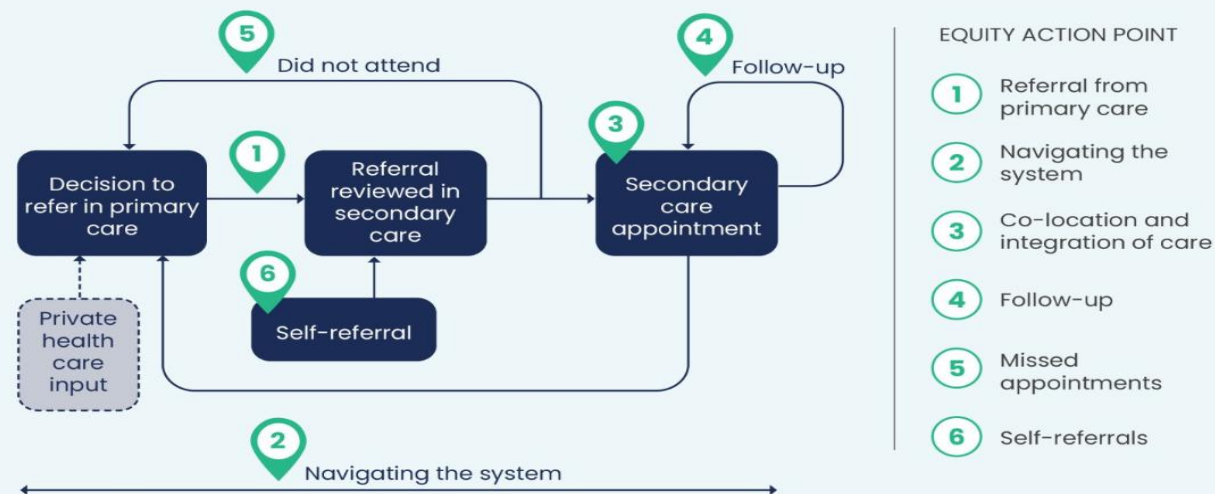 5
Did not attend
4
Follow-up
3
1
Decision to
refer in primary
care
Referral
reviewed in
secondary
care
Secondary
care
appointment
6
Self-referral
Private
health
care
input
2
Navigating the system
EQUITY ACTION POINT
1
Referral from
primary care
2
Navigating the
system
3
Co-location and
integration of care
4
Follow-up
5
Missed
appointments
6
Self-referrals